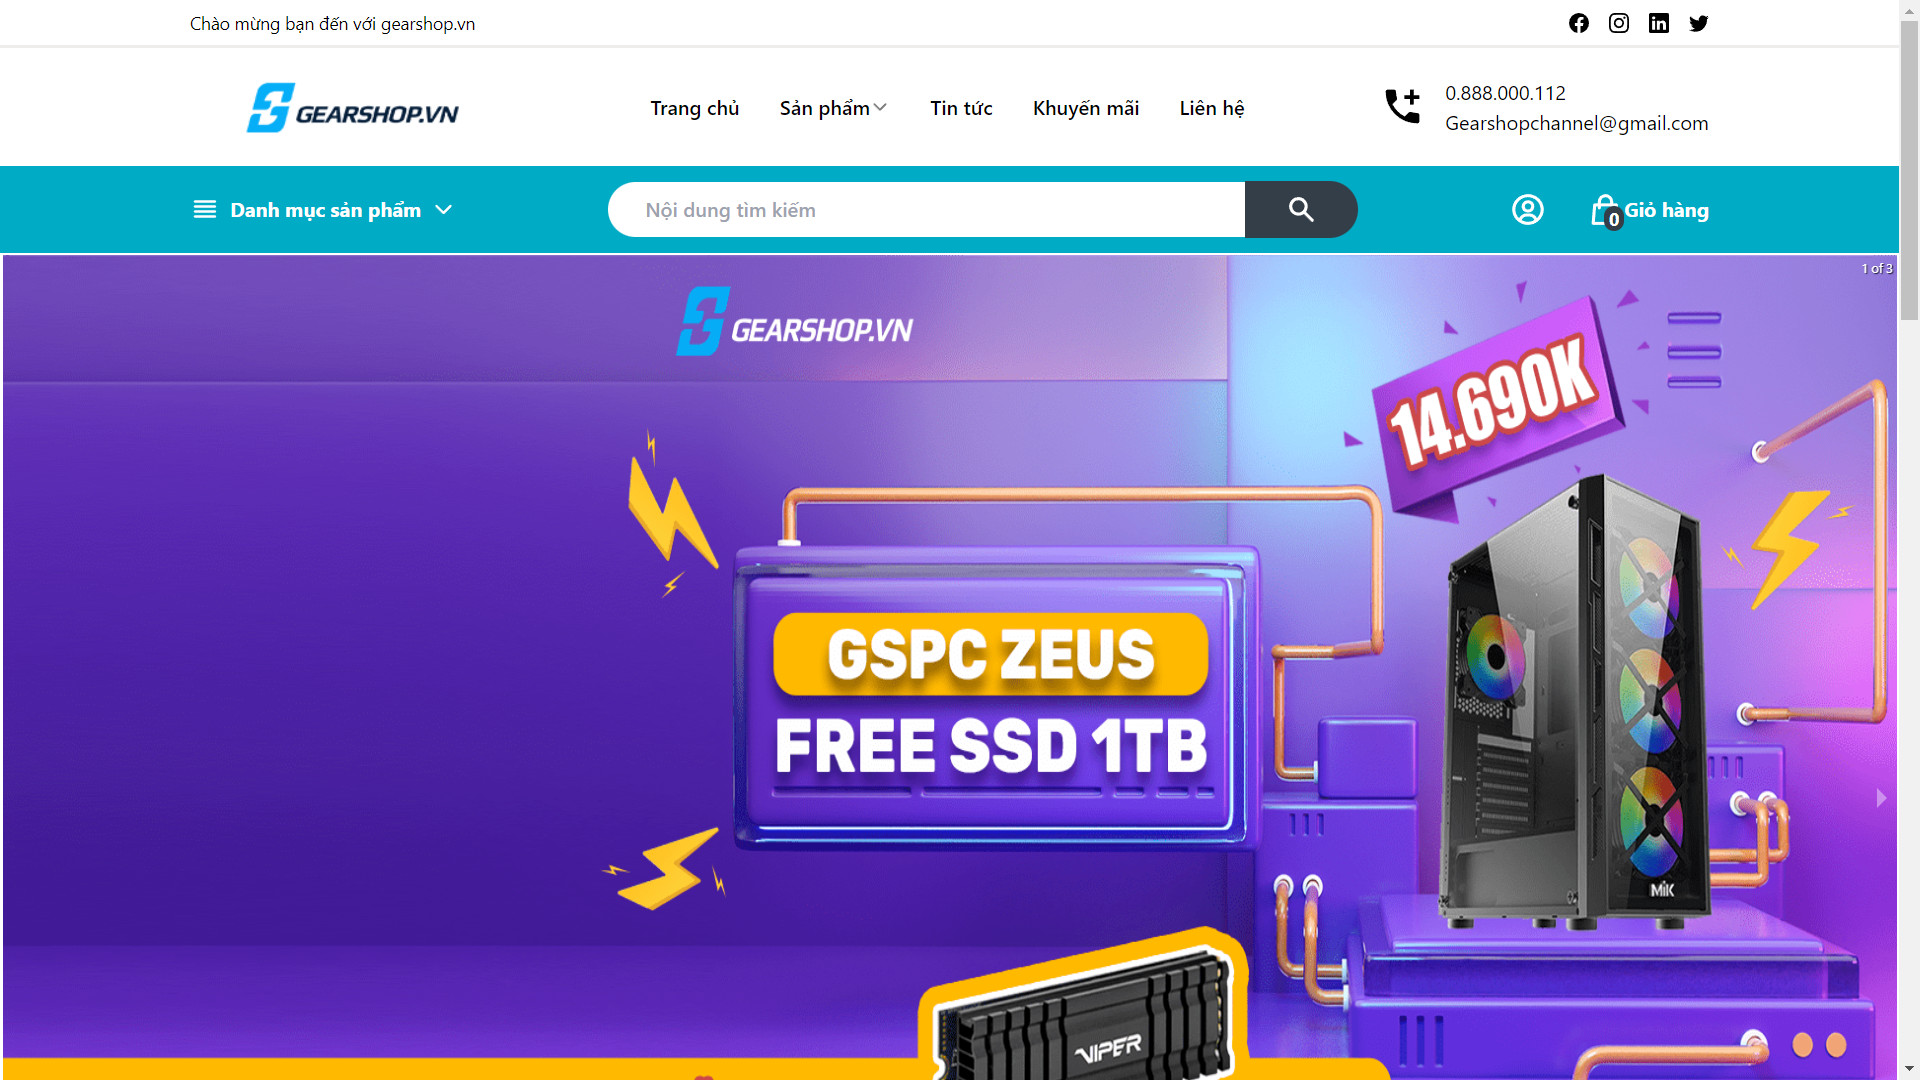 Chào mừng bạn đến với gearshop.vn
GEARSHOP.VN
Trang chủ
Sản phẩm
Tin tức
Khuyến mãi
Liên hệ
0.888.000.112
Gearshopchannel@gmail.com
Danh mục sản phẩm
Nội dung tìm kiếm
0
Giỏ hàng
1 of 3
GEARSHOP.VN
14.690K
GSPC ZEUS
FREE SSD 1TB
MIK
VIPER